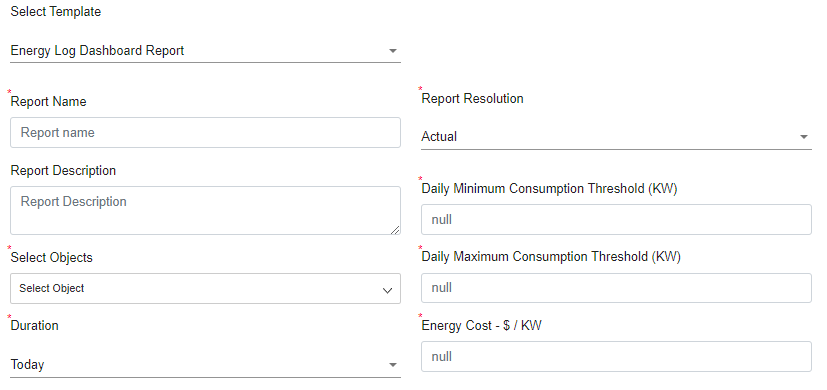 Select Template
Energy Log Dashboard Report
* Report Name
Report name
Report Description
Report Description
* Select Objects
Select Object
* Duration
Today
* Report Resolution
Actual
* Daily Minimum Consumption Threshold (KW)
null
* Daily Maximum Consumption Threshold (KW)
null
* Energy Cost - $ / KW
null